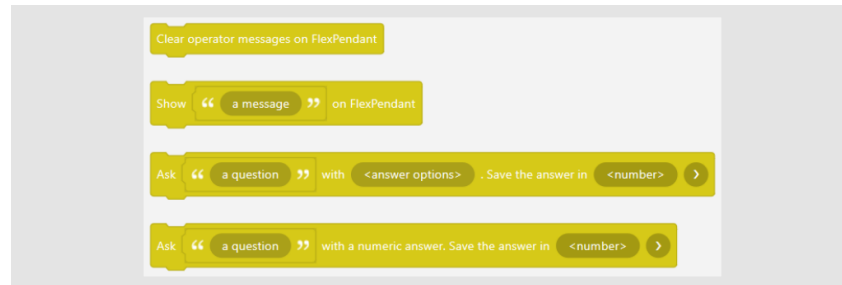 Clear operator messages on FlexPendant
Show “ a message ” on FlexPendant
Ask “ a question ” with <answer options> . Save the answer in <number>
Ask “ a question ” with a numeric answer. Save the answer in <number>